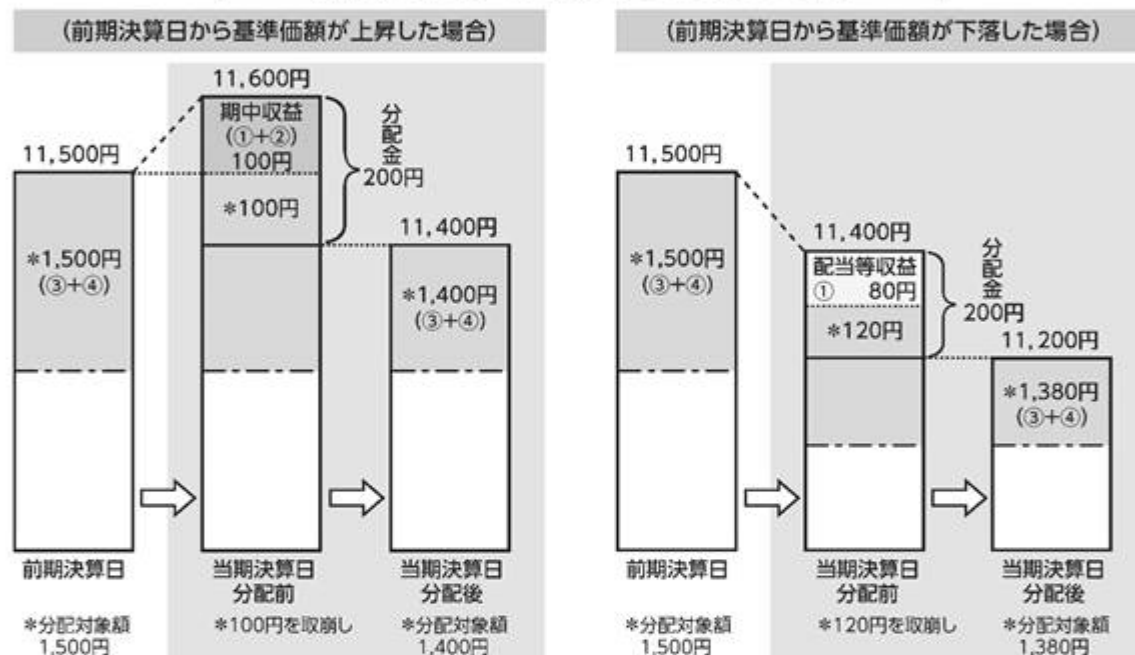 (前期決算日から基準価額が上昇した場合)
11,600円
期中収益
(①+②)
100円
分配金
200円
11,500円
*100円
11,400円
*1,500円
(③+④)
*1,400円
(③+④)
前期決算日
当期決算日
分配前
当期決算日
分配後
*分配対象額
1,500円
*100円を取崩し
*分配対象額
1,400円
(前期決算日から基準価額が下落した場合)
11,500円
11,400円
配当等収益
① 80円
分配金
200円
*1,500円
(③+④)
*120円
11,200円
*1,380円
(③+④)
前期決算日
当期決算日
分配前
当期決算日
分配後
*分配対象額
1,500円
*120円を取崩し
*分配対象額
1,380円